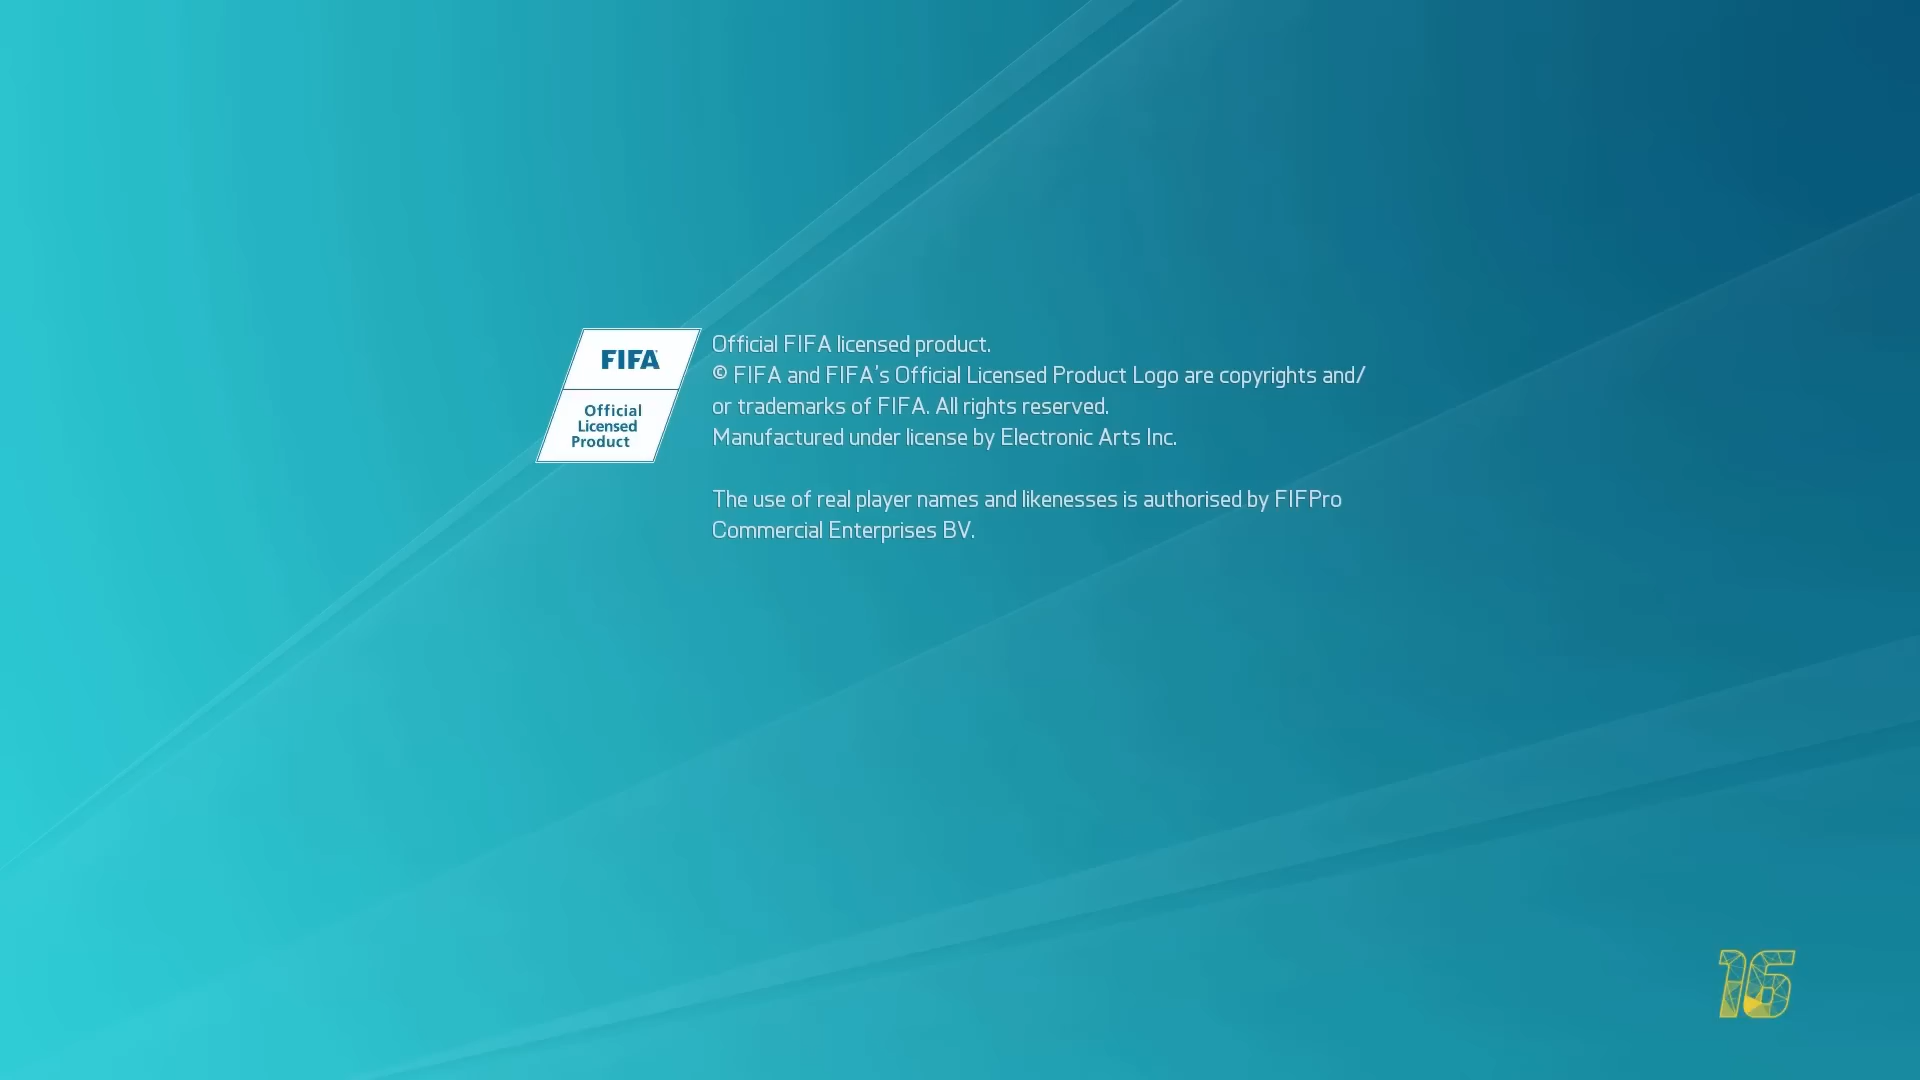 FIFA
Official
Licensed
Product
Official FIFA licensed product.
© FIFA and FIFA's Official Licensed Product Logo are copyrights and/
or trademarks of FIFA. All rights reserved.
Manufactured under license by Electronic Arts Inc.
The use of real player names and likenesses is authorised by FIFPro
Commercial Enterprises BV.
16